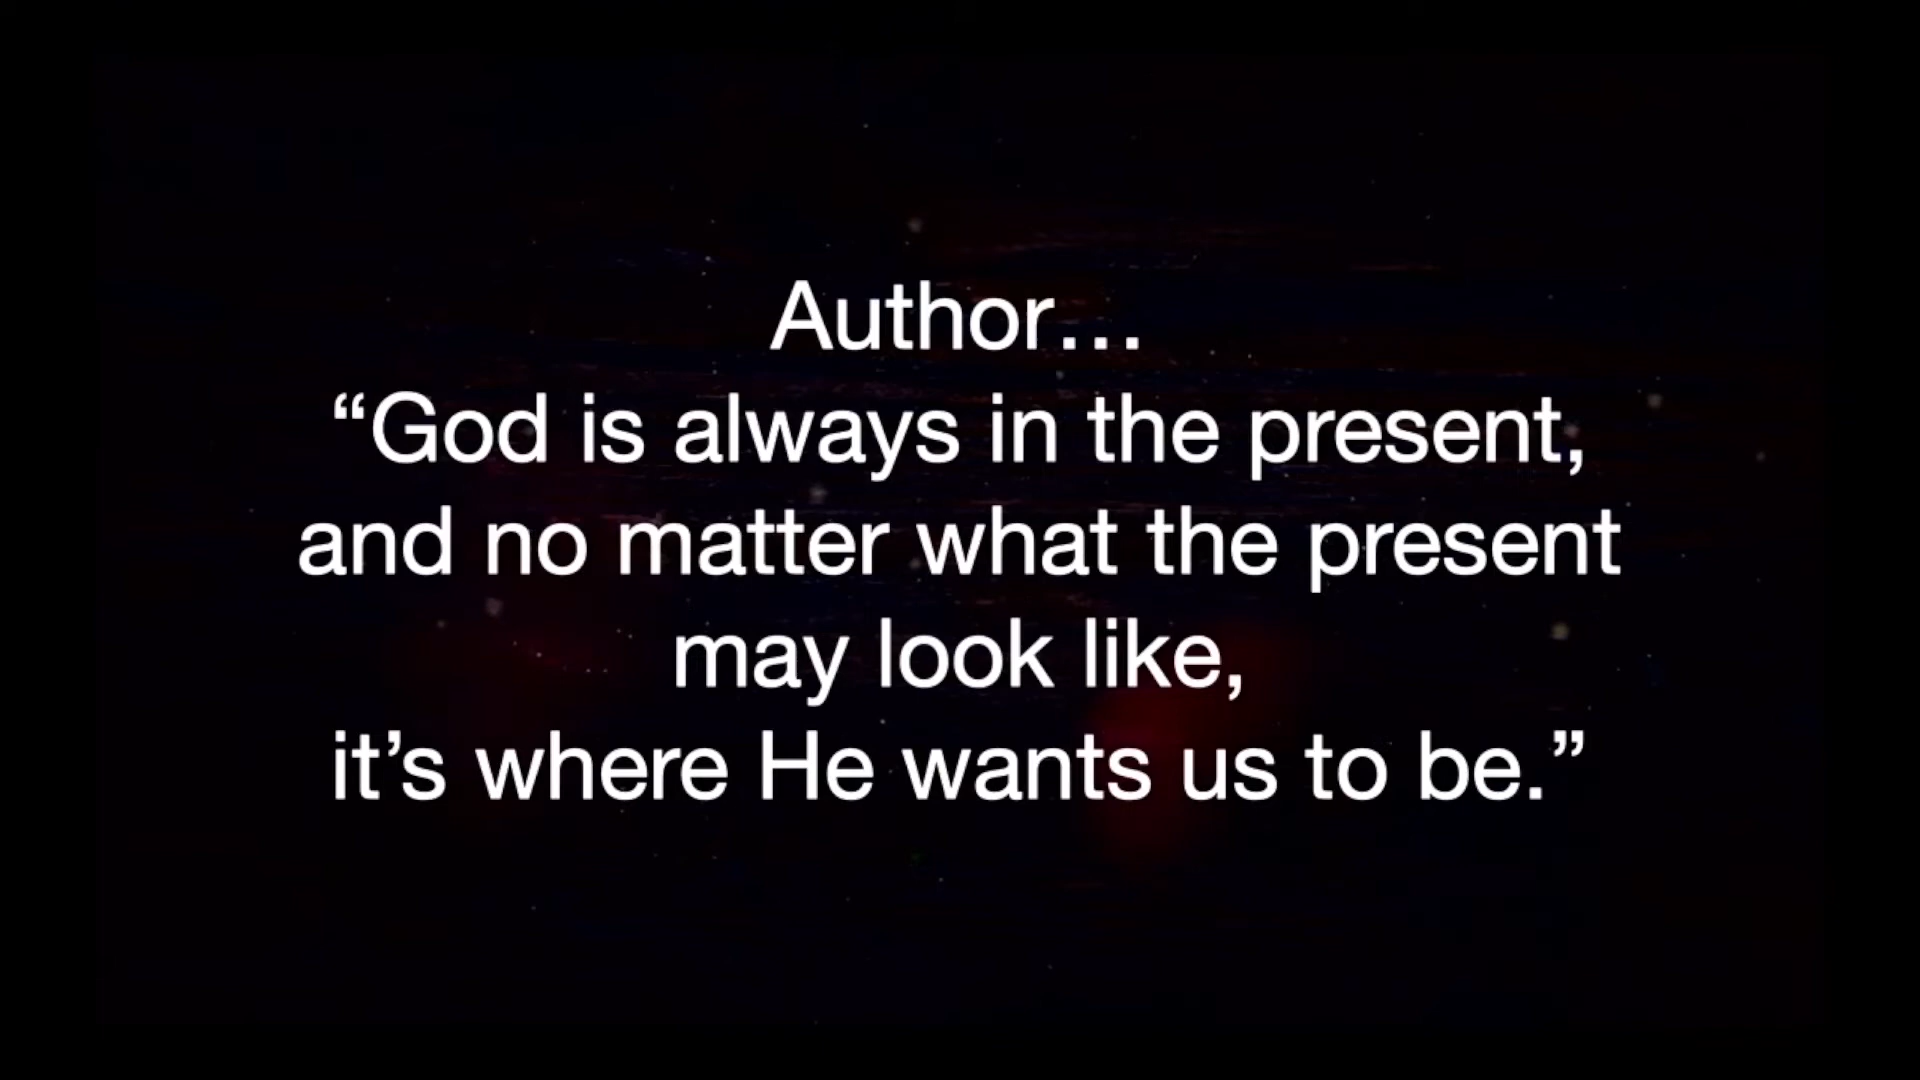 Author…
“God is always in the present,
and no matter what the present
may look like,
it’s where He wants us to be.”